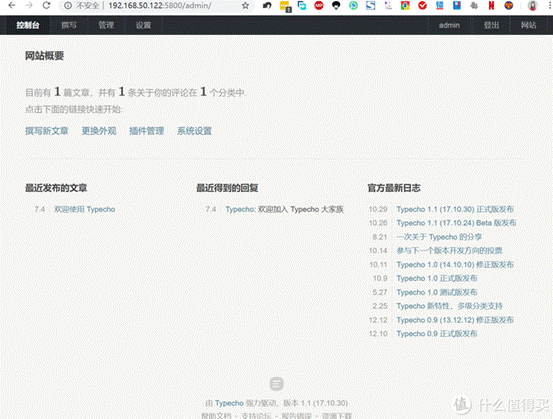 不安全 | 192.168.50.122:5800/admin/
控制台 撰写 管理 设置 admin 登出 网站
网站概要
目前有 1 篇文章，并有 1 条关于你的评论在 1 个分类中.
点击下面的链接快速开始:
撰写新文章 更换外观 插件管理 系统设置
最近发布的文章
7.4 欢迎使用 Typecho
最近得到的回复
7.4 Typecho: 欢迎加入 Typecho 大家族
官方最新日志
10.29 Typecho 1.1 (17.10.30) 正式版发布
10.26 Typecho 1.1 (17.10.24) Beta 版发布
8.21 一次关于 Typecho 的分享
10.14 参与下一个版本开发方向的投票
10.11 Typecho 1.0 (14.10.10) 修正版发布
10.9 Typecho 1.0 正式版发布
5.27 Typecho 1.0 测试版发布
2.25 Typecho 新特性，多级分类支持
12.12 Typecho 0.9 (13.12.12) 修正版发布
12.10 Typecho 0.9 正式版发布
由 Typecho 强力驱动, 版本 1.1 (17.10.30)
帮助文档 • 支持论坛 • 报告错误 • 资源下载
值 什么值得买